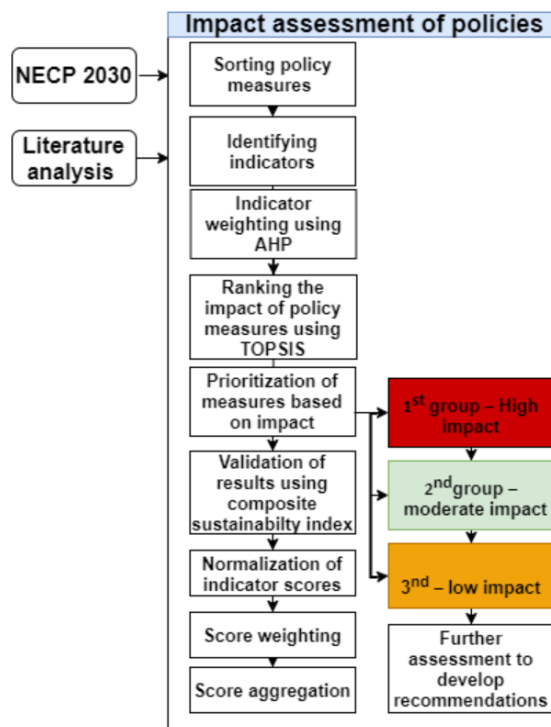 Impact assessment of policies
NECP 2030
Literature
analysis
Sorting policy
measures
Identifying
indicators
Indicator
weighting using
AHP
Ranking the
impact of policy
measures using
TOPSIS
Prioritization of
measures based
on impact
Validation of
results using
composite
sustainabilty index
Normalization of
indicator scores
Score weighting
Score aggregation
1st group – High
impact
2nd group –
moderate impact
3nd – low impact
Further
assessment to
develop
recommendations